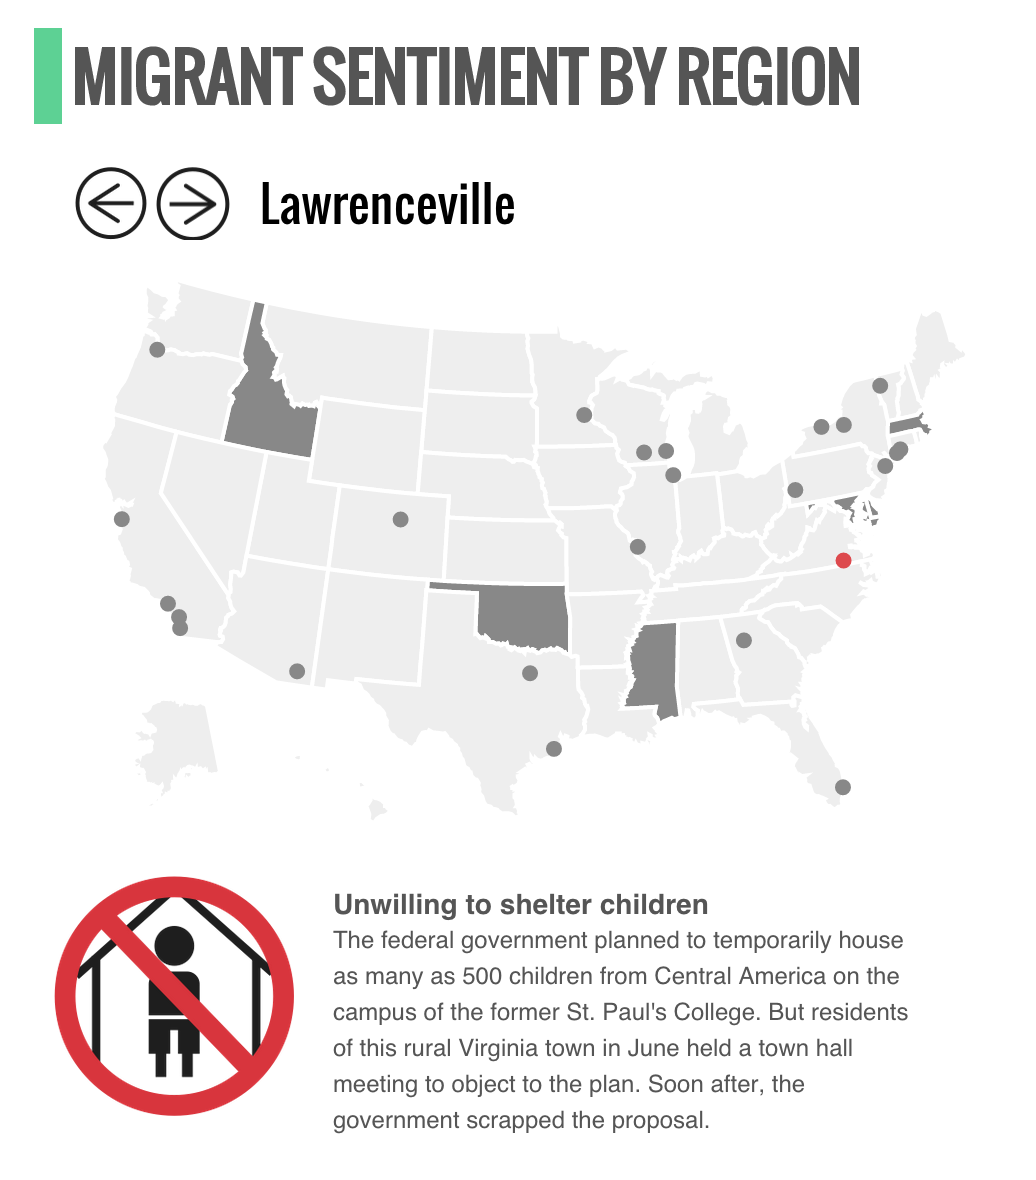 MIGRANT SENTIMENT BY REGION
Lawrenceville
Unwilling to shelter children
The federal government planned to temporarily house
as many as 500 children from Central America on the
campus of the former St. Paul's College. But residents
of this rural Virginia town in June held a town hall
meeting to object to the plan. Soon after, the
government scrapped the proposal.